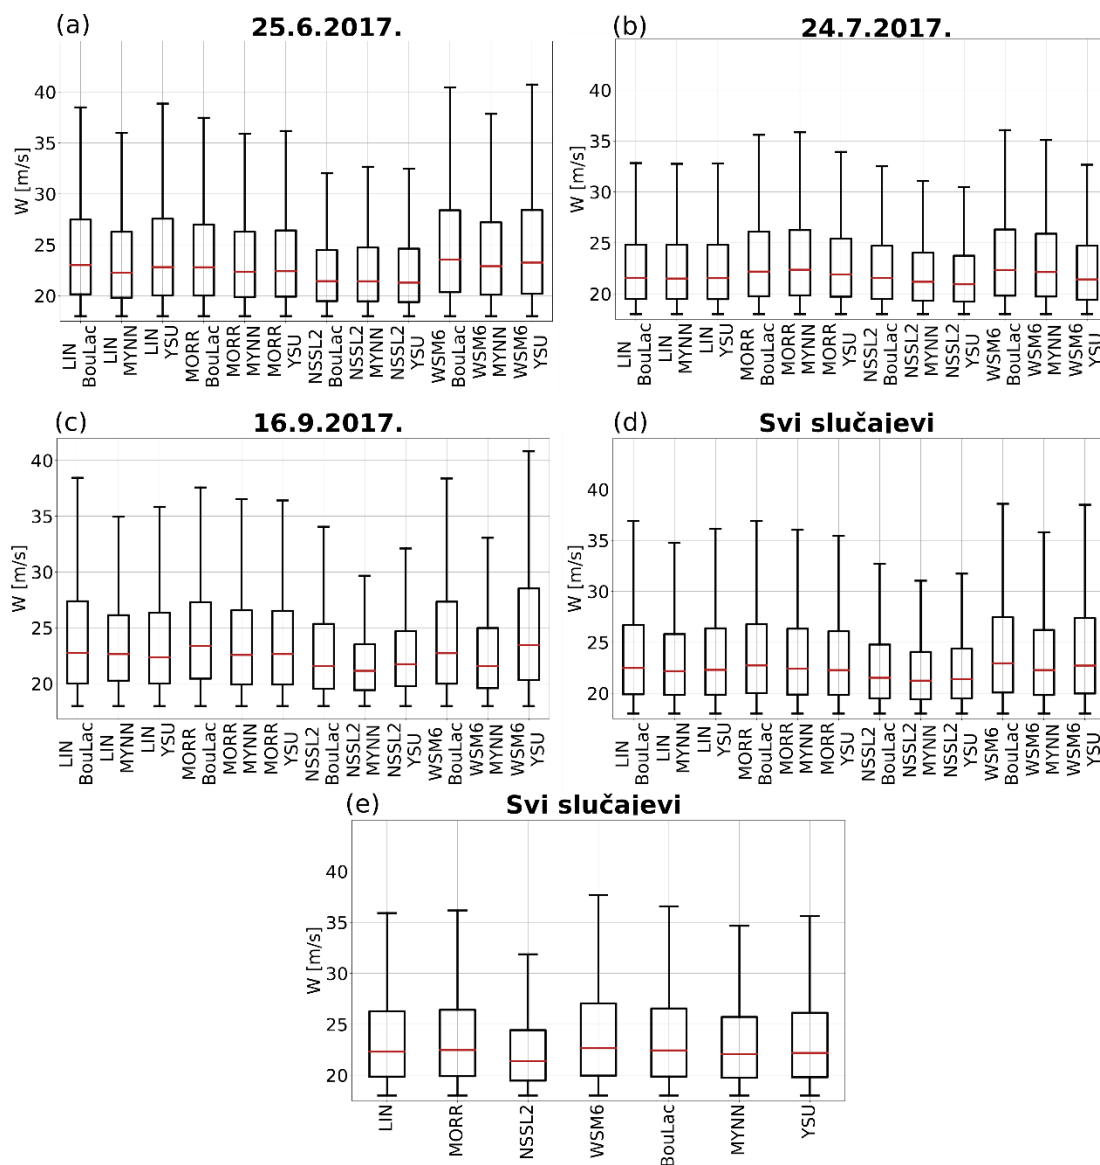 (a) 25.6.2017.
W [m/s]
40
35
30
25
20
LIN BouLac
LIN MYNN
LIN YSU
MORR BouLac
MORR MYNN
MORR YSU
NSSL2 BouLac
NSSL2 MYNN
NSSL2 YSU
WSM6 BouLac
WSM6 MYNN
WSM6 YSU
(b) 24.7.2017.
W [m/s]
40
35
30
25
20
LIN BouLac
LIN MYNN
LIN YSU
MORR BouLac
MORR MYNN
MORR YSU
NSSL2 BouLac
NSSL2 MYNN
NSSL2 YSU
WSM6 BouLac
WSM6 MYNN
WSM6 YSU
(c) 16.9.2017.
W [m/s]
40
35
30
25
20
LIN BouLac
LIN MYNN
LIN YSU
MORR BouLac
MORR MYNN
MORR YSU
NSSL2 BouLac
NSSL2 MYNN
NSSL2 YSU
WSM6 BouLac
WSM6 MYNN
WSM6 YSU
(d) Svi slučajevi
W [m/s]
40
35
30
25
20
LIN BouLac
LIN MYNN
LIN YSU
MORR BouLac
MORR MYNN
MORR YSU
NSSL2 BouLac
NSSL2 MYNN
NSSL2 YSU
WSM6 BouLac
WSM6 MYNN
WSM6 YSU
(e) Svi slučajevi
W [m/s]
40
35
30
25
20
LIN
MORR
NSSL2
WSM6
BouLac
MYNN
YSU